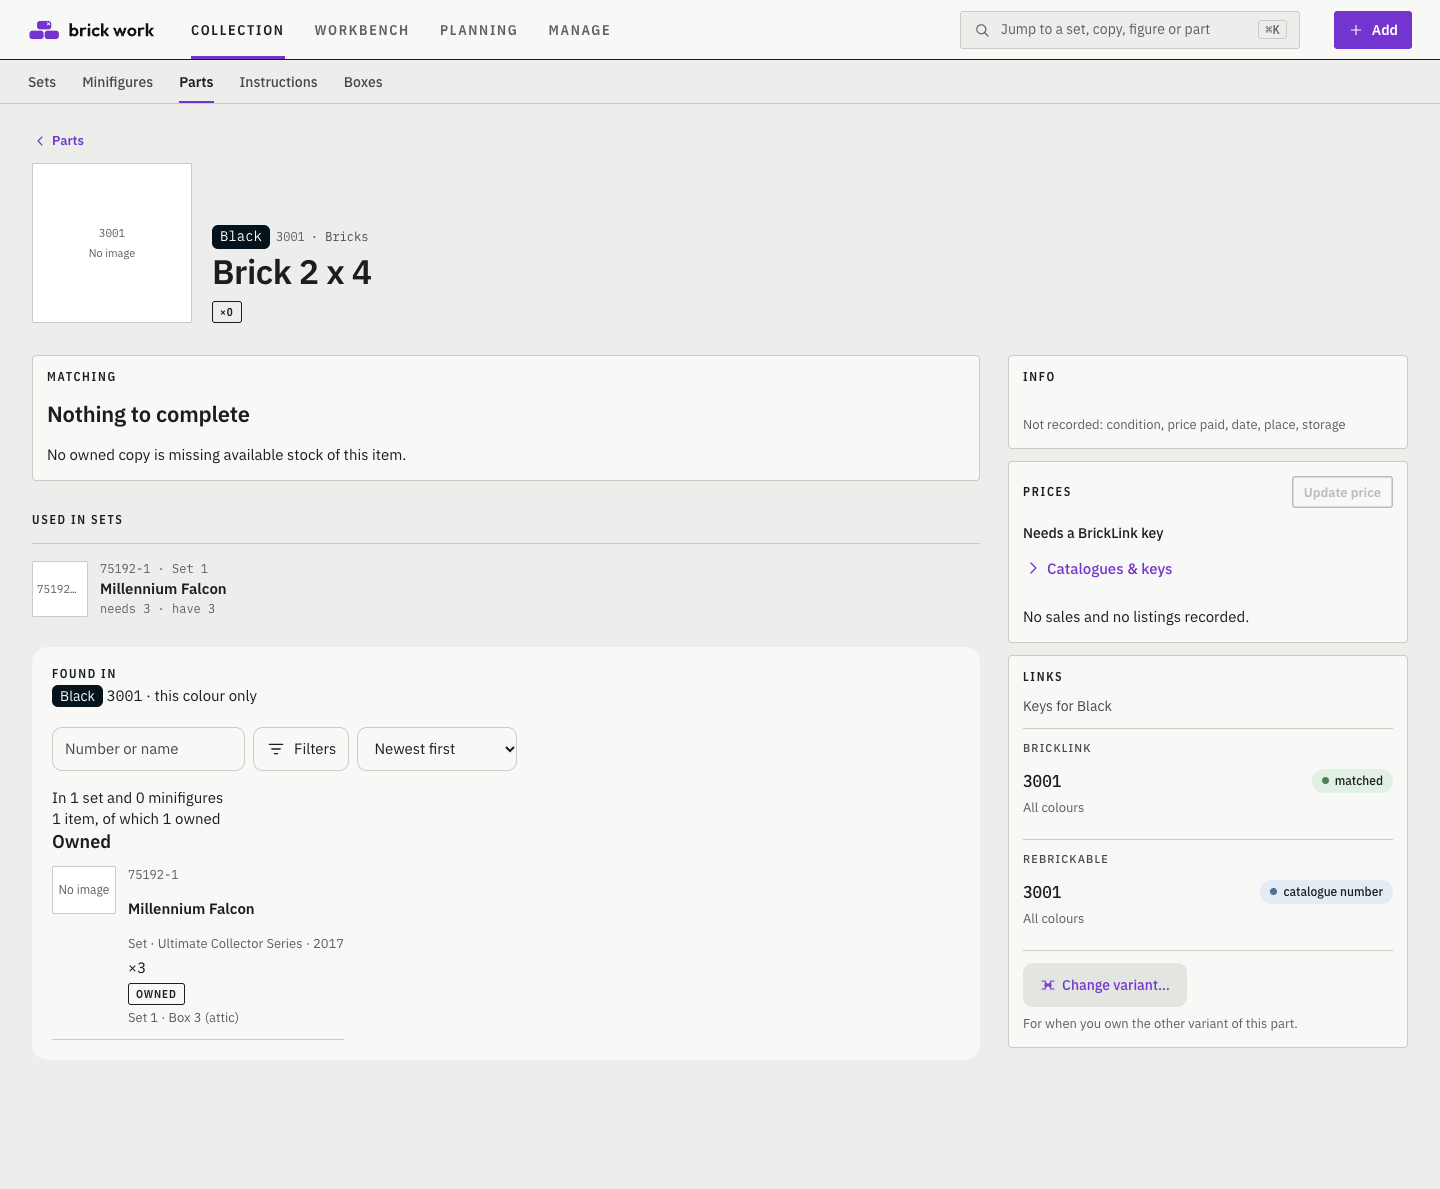 brick work
COLLECTION
WORKBENCH
PLANNING
MANAGE
Jump to a set, copy, figure or part
⌘K
Add
Sets
Minifigures
Parts
Instructions
Boxes
Parts
3001
No image
Black 3001 · Bricks
Brick 2 x 4
×0
MATCHING
Nothing to complete
No owned copy is missing available stock of this item.
USED IN SETS
75192...
75192-1 · Set 1
Millennium Falcon
needs 3 · have 3
FOUND IN
Black 3001 · this colour only
Number or name
Filters
Newest first
In 1 set and 0 minifigures
1 item, of which 1 owned
Owned
No image
75192-1
Millennium Falcon
Set · Ultimate Collector Series · 2017
×3
OWNED
Set 1 · Box 3 (attic)
INFO
Not recorded: condition, price paid, date, place, storage
PRICES
Update price
Needs a BrickLink key
Catalogues & keys
No sales and no listings recorded.
LINKS
Keys for Black
BRICKLINK
3001
matched
All colours
REBRICKABLE
3001
catalogue number
All colours
Change variant...
For when you own the other variant of this part.